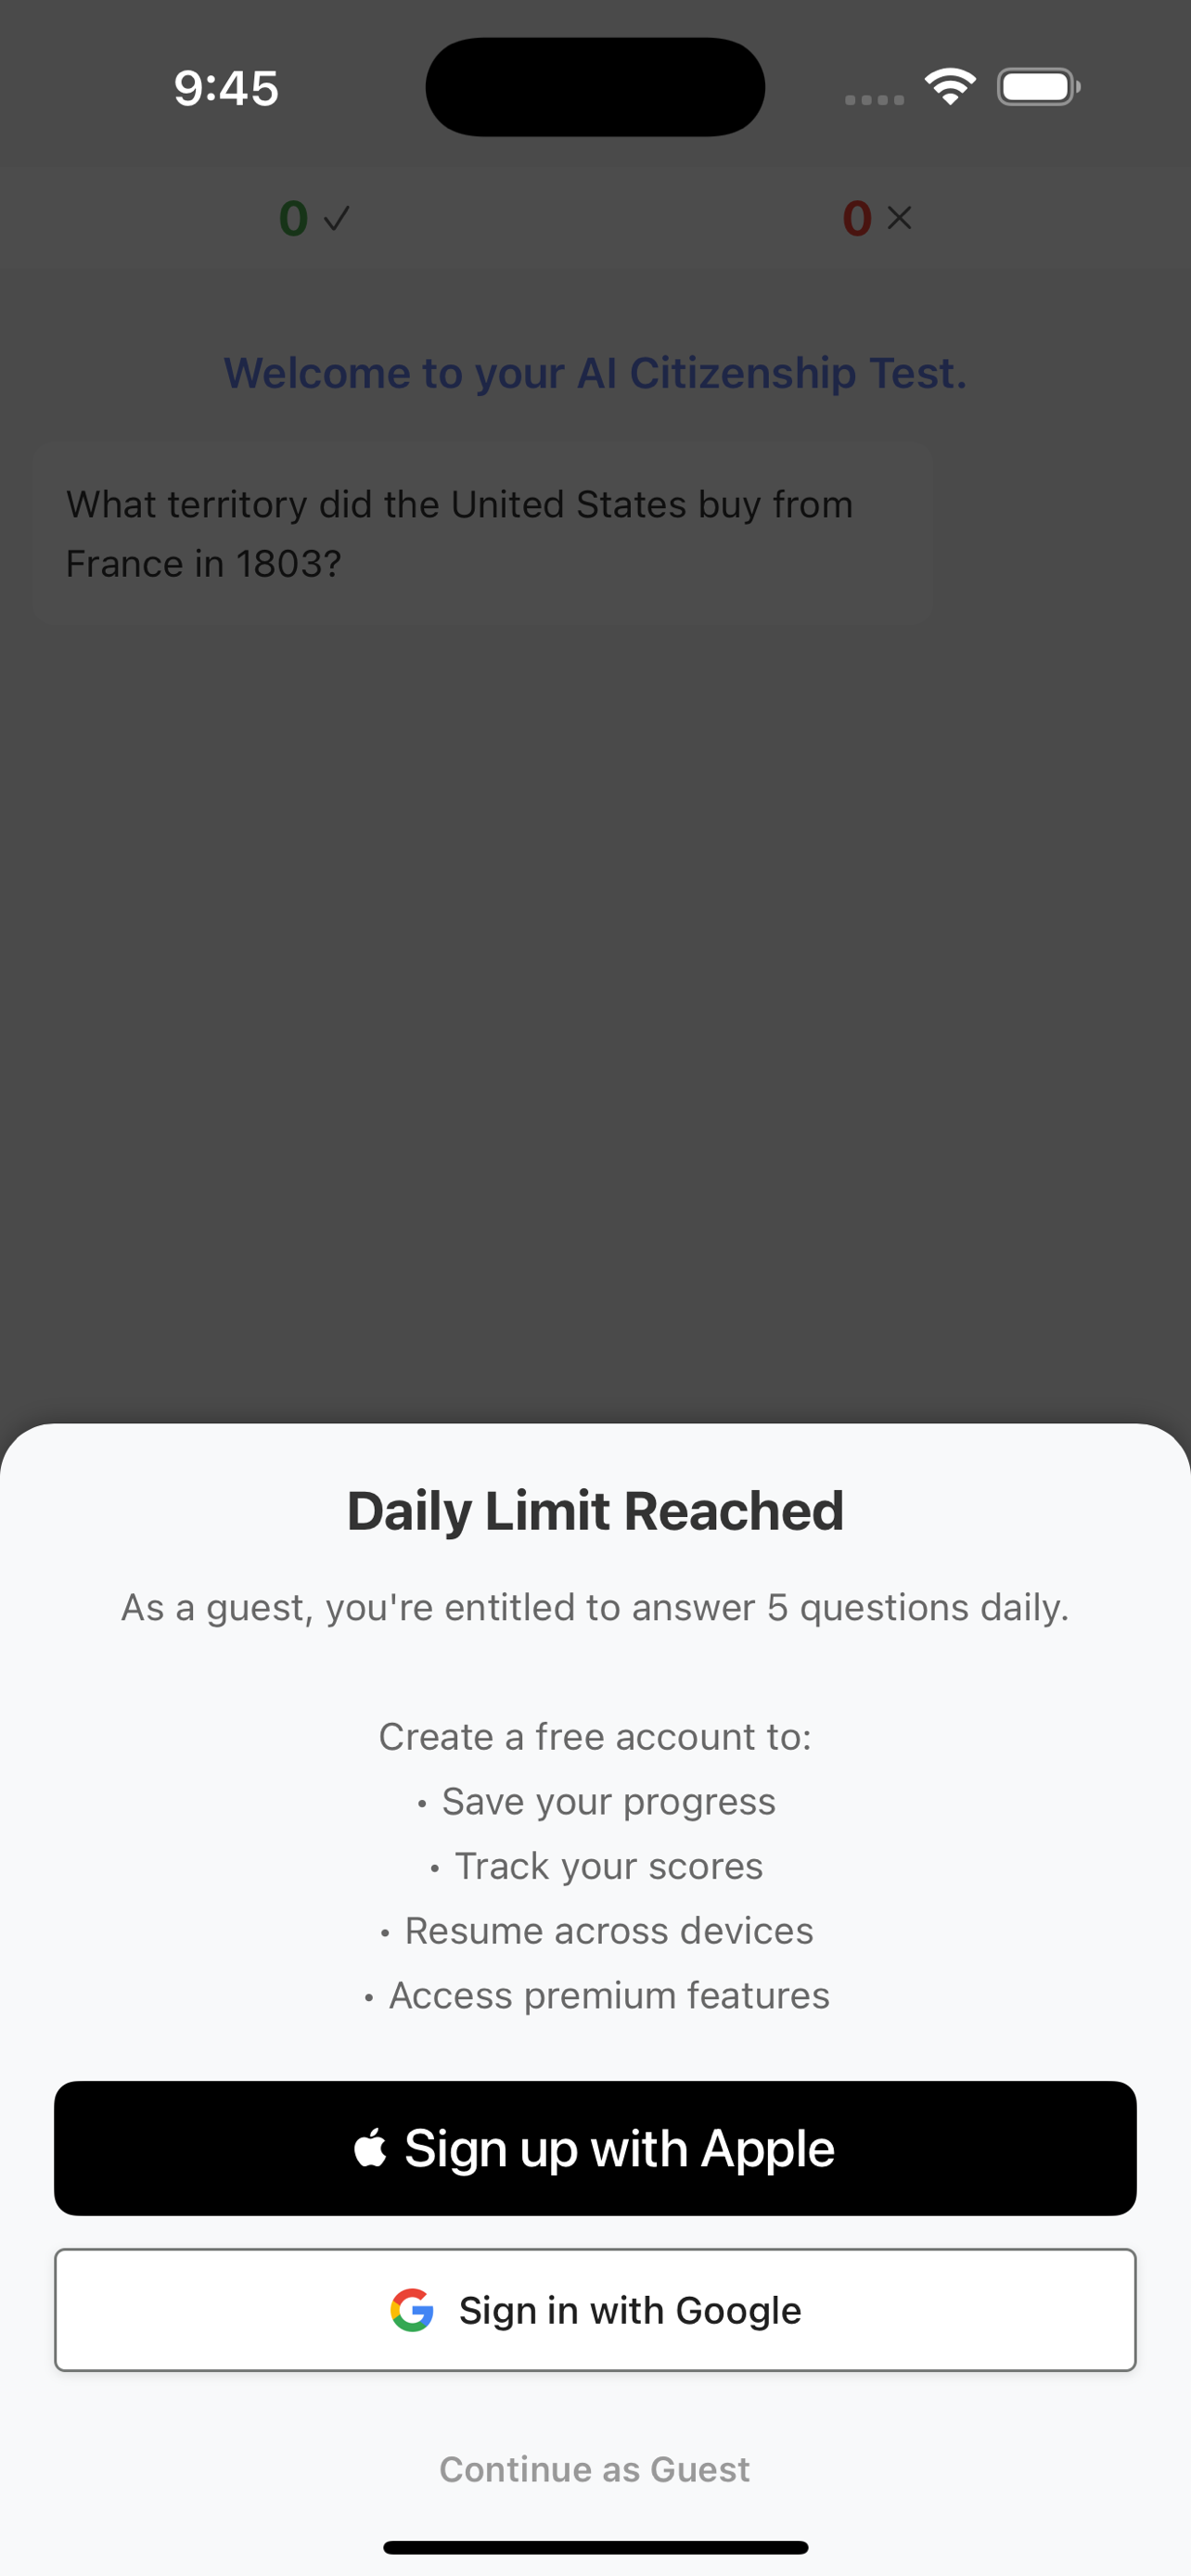 9:45
0 ✓ 0 ✕
Welcome to your AI Citizenship Test.
What territory did the United States buy from
France in 1803?
Daily Limit Reached
As a guest, you're entitled to answer 5 questions daily.
Create a free account to:
• Save your progress
• Track your scores
• Resume across devices
• Access premium features
Sign up with Apple
Sign in with Google
Continue as Guest